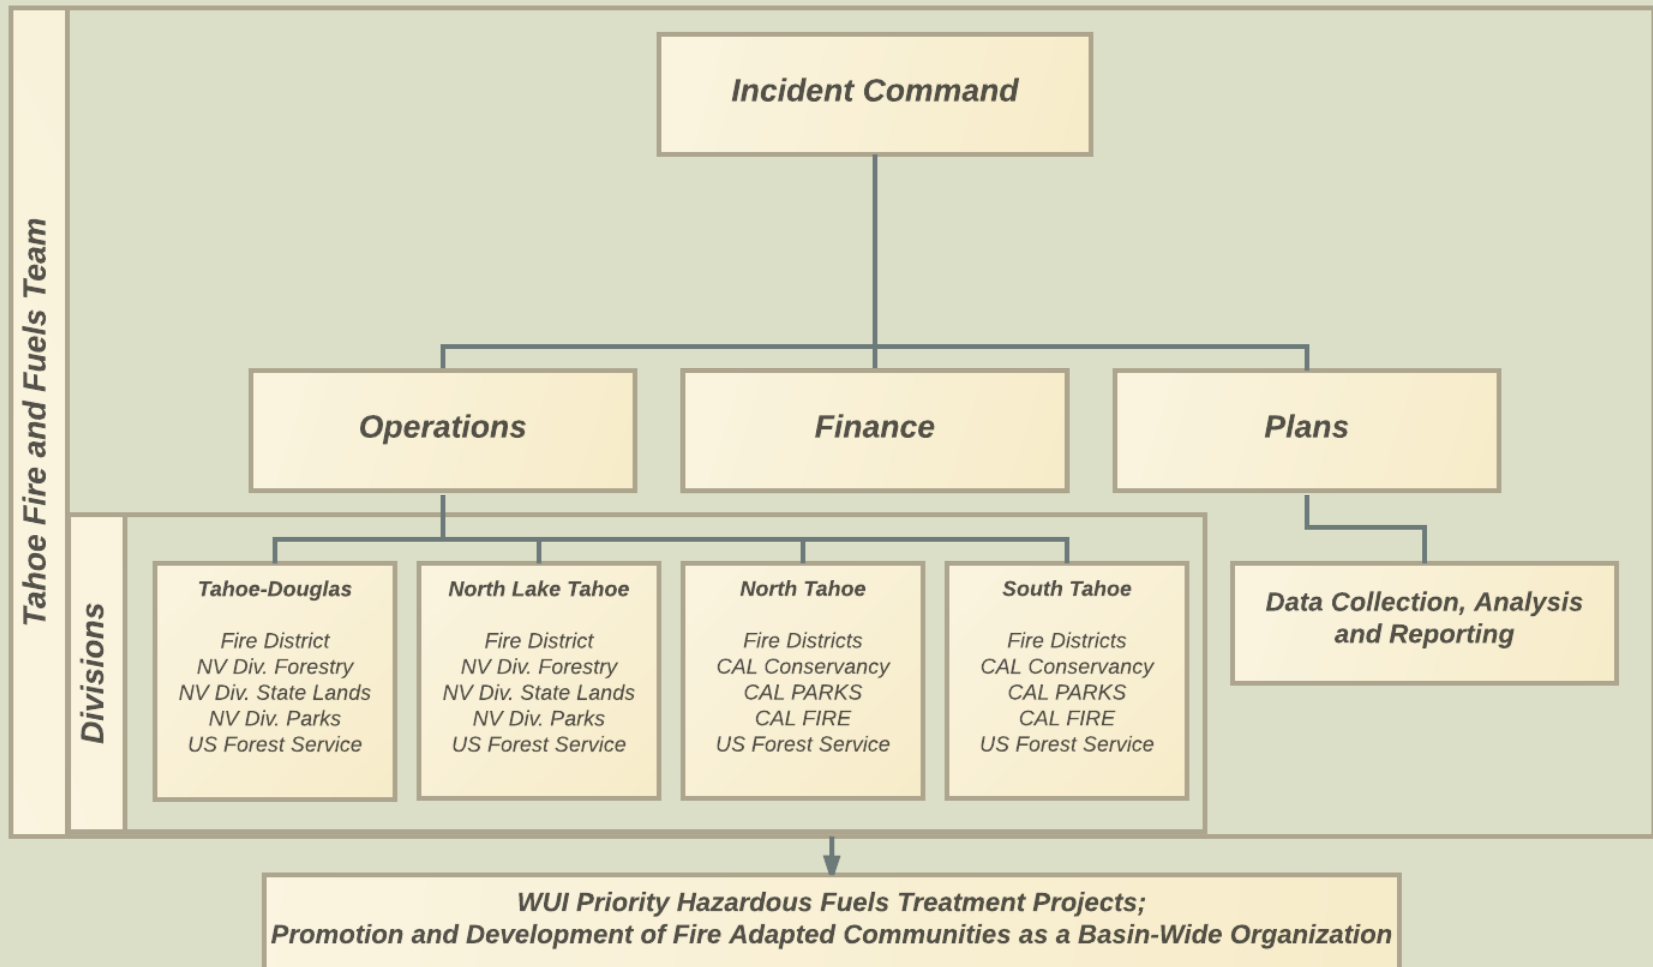 Tahoe Fire and Fuels Team
Incident Command
Operations
Finance
Plans
Divisions
Tahoe-Douglas
Fire District
NV Div. Forestry
NV Div. State Lands
NV Div. Parks
US Forest Service
North Lake Tahoe
Fire District
NV Div. Forestry
NV Div. State Lands
NV Div. Parks
US Forest Service
North Tahoe
Fire Districts
CAL Conservancy
CAL PARKS
CAL FIRE
US Forest Service
South Tahoe
Fire Districts
CAL Conservancy
CAL PARKS
CAL FIRE
US Forest Service
Data Collection, Analysis
and Reporting
WUI Priority Hazardous Fuels Treatment Projects;
Promotion and Development of Fire Adapted Communities as a Basin-Wide Organization